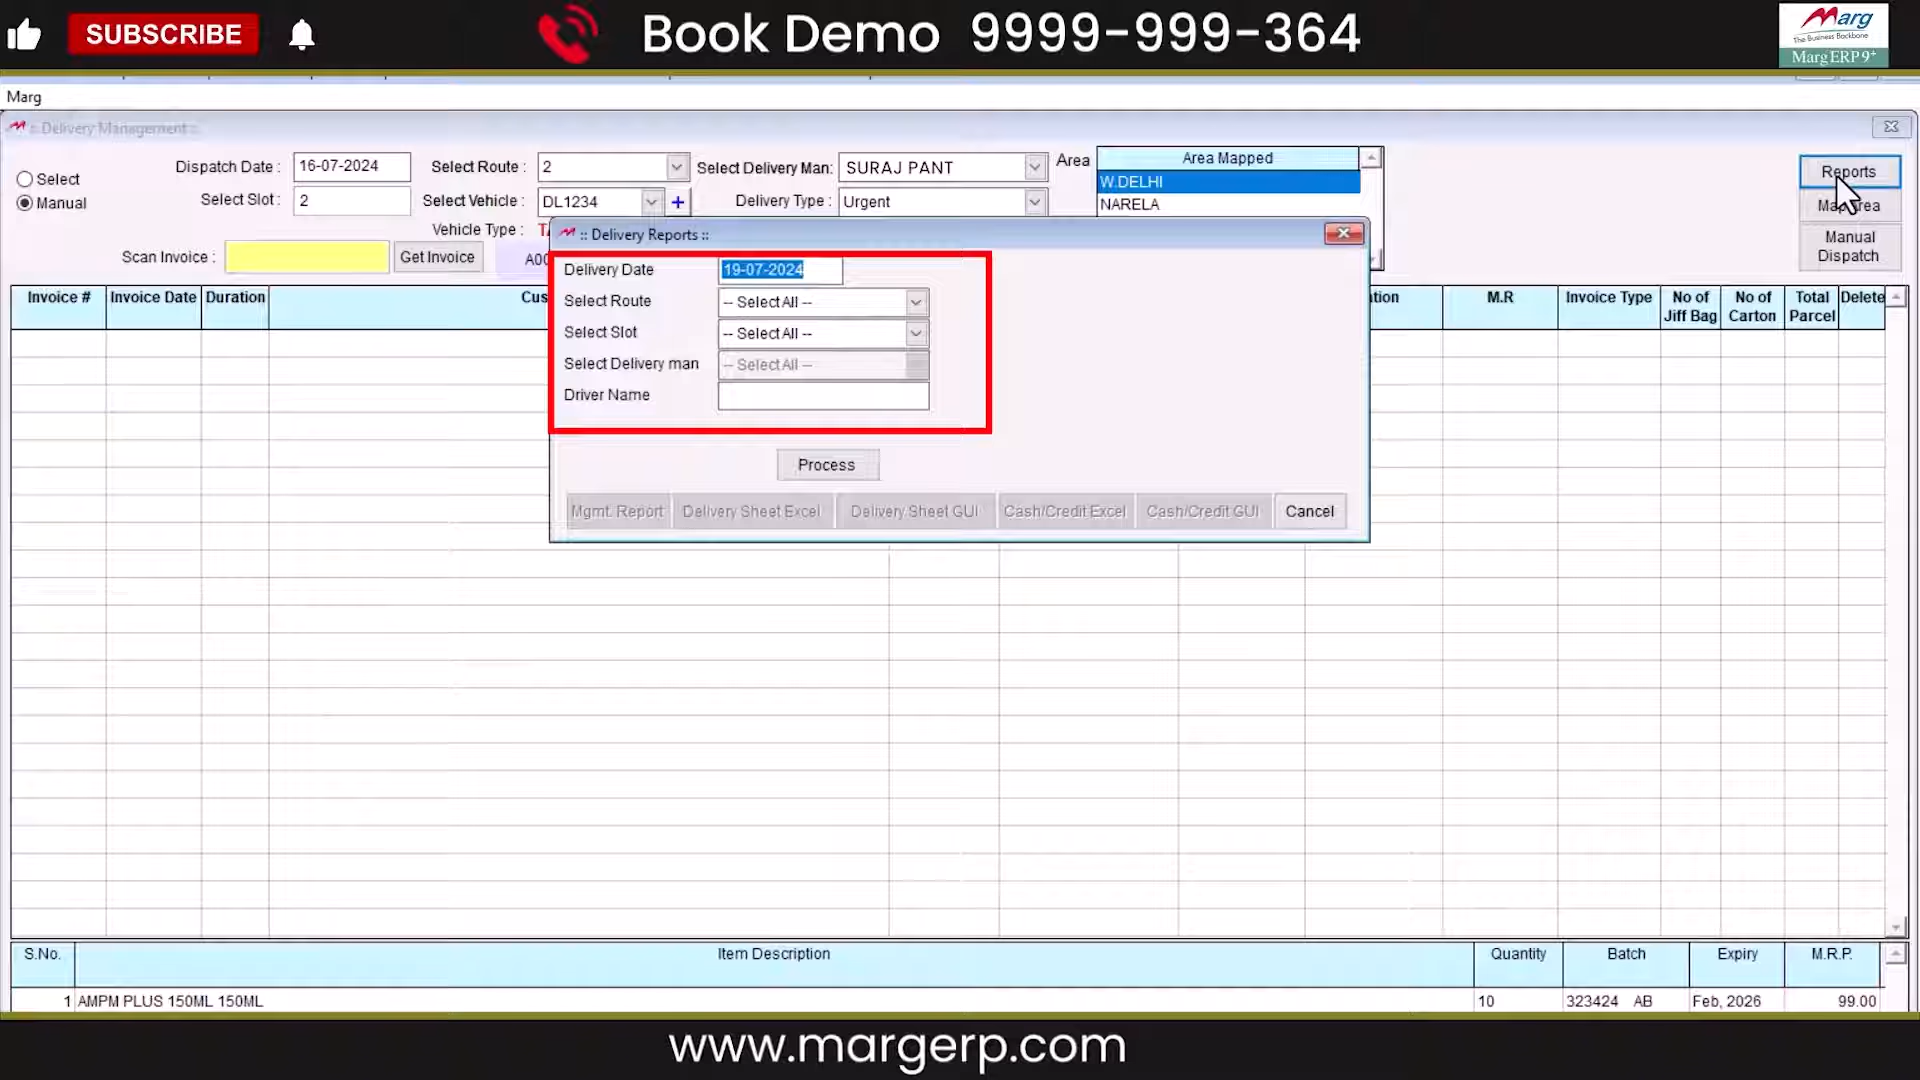 SUBSCRIBE
Book Demo 9999-999-364
Marg
The Business Backbone
Marg ERP 9+
Marg
:: Delivery Management ::
Select
Manual
Dispatch Date : 16-07-2024
Select Route : 2
Select Delivery Man: SURAJ PANT
Area
Area Mapped
W.DELHI
NARELA
Select Slot : 2
Select Vehicle : DL1234 +
Delivery Type : Urgent
Vehicle Type :
Reports
Map Area
Manual
Dispatch
Scan Invoice :
Get Invoice
:: Delivery Reports ::
Delivery Date 19-07-2024
Select Route -- Select All --
Select Slot -- Select All --
Select Delivery man -- Select All --
Driver Name
Process
Mgmt. Report Delivery Sheet Excel Delivery Sheet GUI Cash/Credit Excel Cash/Credit GUI Cancel
Invoice # Invoice Date Duration M.R Invoice Type No of Jiff Bag No of Carton Total Parcel Delete
S.No. Item Description Quantity Batch Expiry M.R.P.
1 AMPM PLUS 150ML 150ML 10 323424 AB Feb, 2026 99.00
www.margerp.com